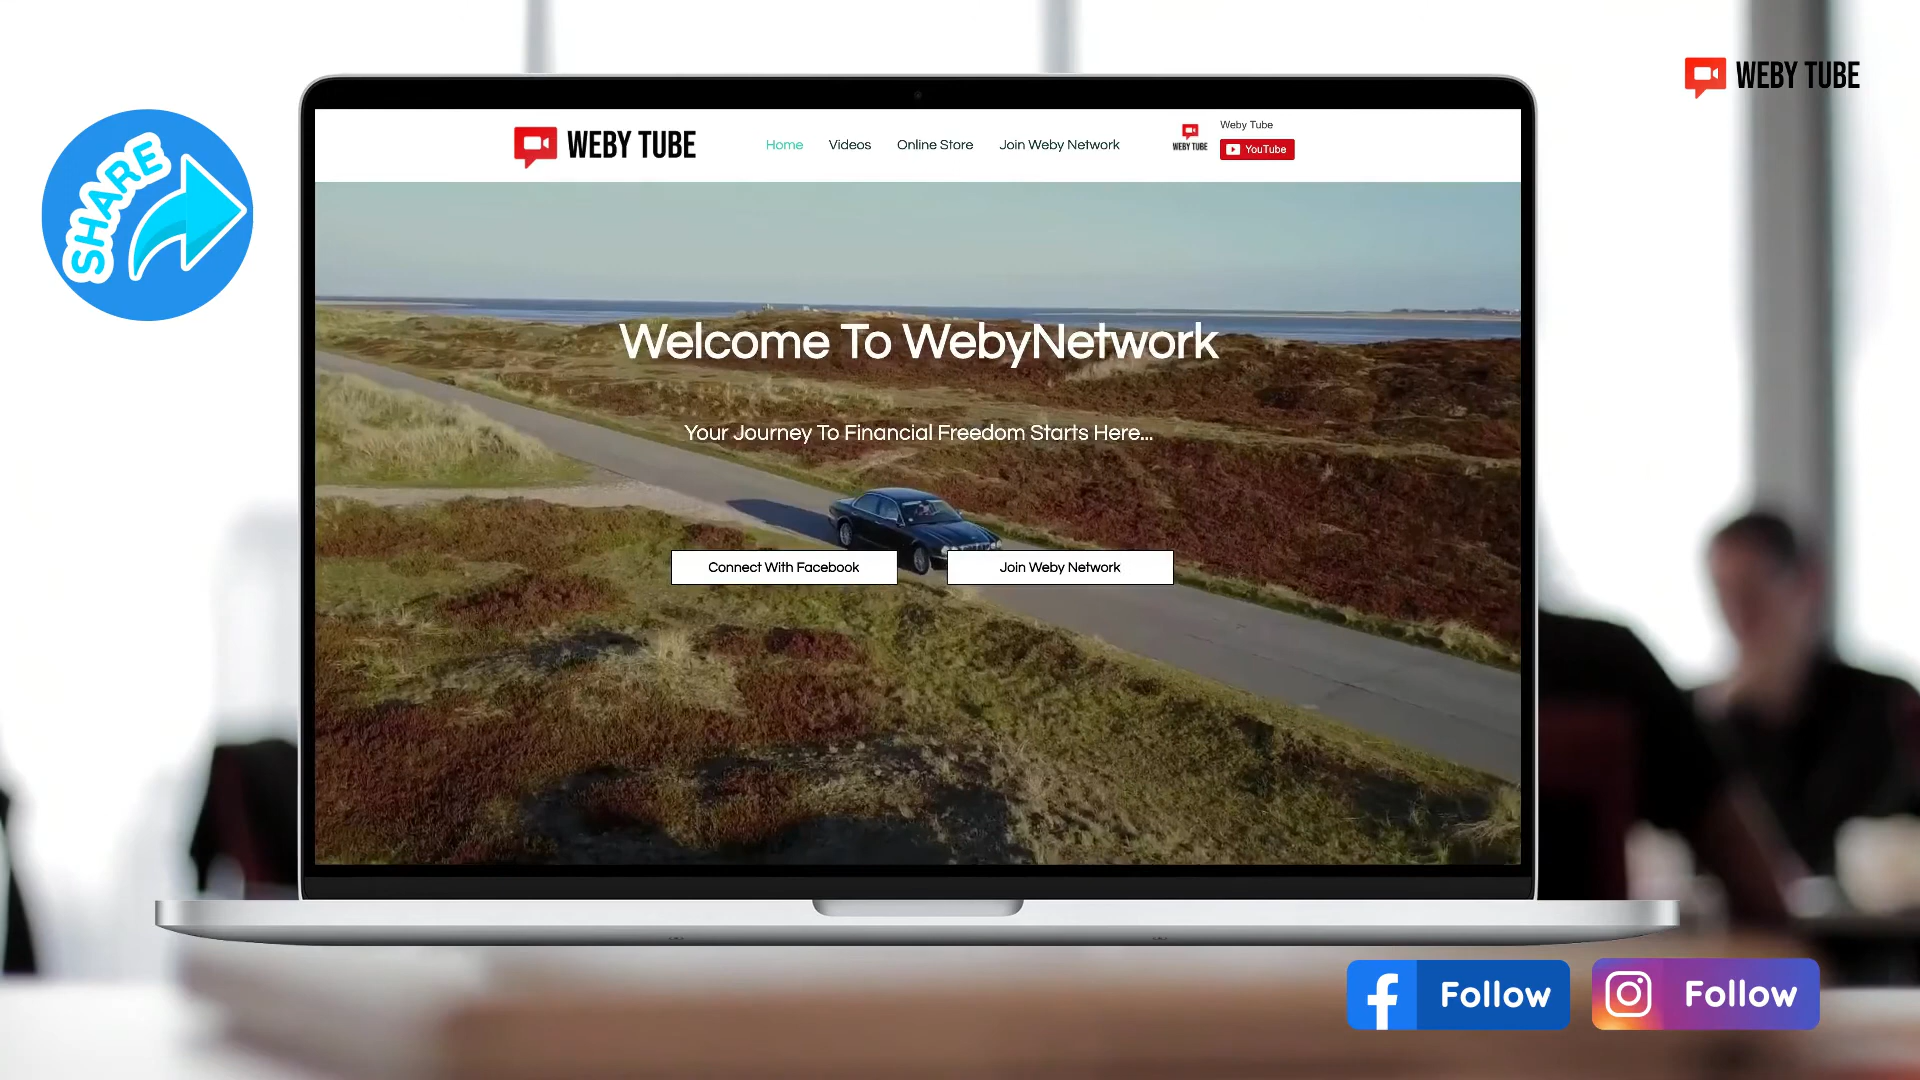 WEBY TUBE
SHARE
WEBY TUBE
Home Videos Online Store Join Weby Network
WEBY TUBE
Weby Tube
YouTube
Welcome To WebyNetwork
Your Journey To Financial Freedom Starts Here...
Connect With Facebook
Join Weby Network
Follow
Follow